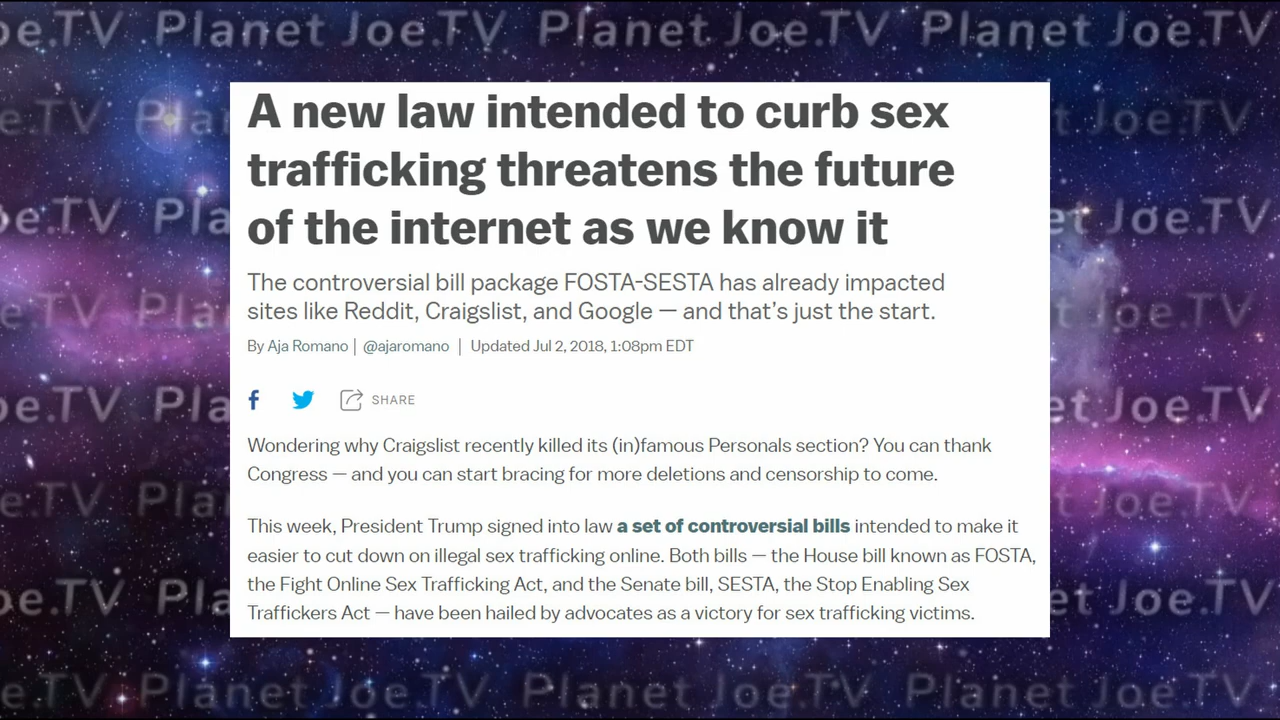 oe.TV Planet Joe.TV Planet Joe.TV Planet Joe.TV
A new law intended to curb sex
trafficking threatens the future
of the internet as we know it
The controversial bill package FOSTA-SESTA has already impacted
sites like Reddit, Craigslist, and Google — and that's just the start.
By Aja Romano | @ajaromano | Updated Jul 2, 2018, 1:08pm EDT
SHARE
Wondering why Craigslist recently killed its (in)famous Personals section? You can thank
Congress — and you can start bracing for more deletions and censorship to come.
This week, President Trump signed into law a set of controversial bills intended to make it
easier to cut down on illegal sex trafficking online. Both bills — the House bill known as FOSTA,
the Fight Online Sex Trafficking Act, and the Senate bill, SESTA, the Stop Enabling Sex
Traffickers Act — have been hailed by advocates as a victory for sex trafficking victims.
e.TV Planet Joe.TV Planet Joe.TV Planet Joe.TV